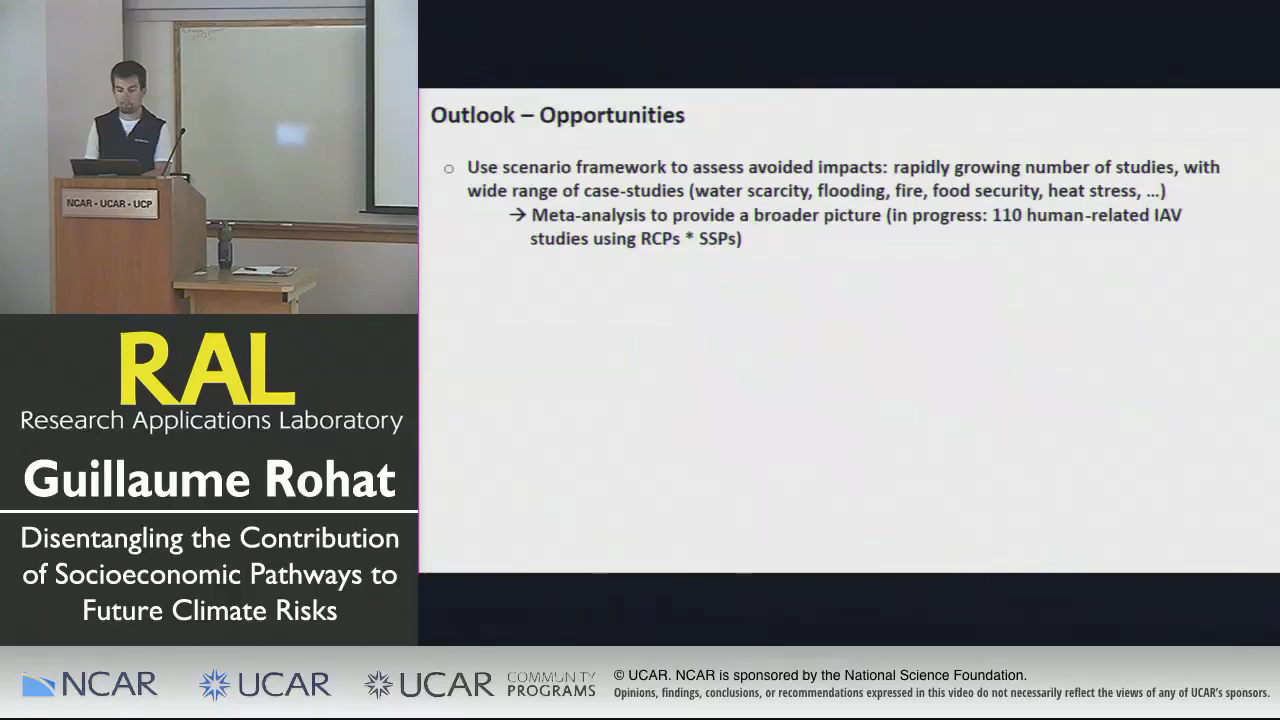 NCAR • UCAR • UCP
RAL
Research Applications Laboratory
Guillaume Rohat
Disentangling the Contribution
of Socioeconomic Pathways to
Future Climate Risks
Outlook – Opportunities
○ Use scenario framework to assess avoided impacts: rapidly growing number of studies, with
wide range of case-studies (water scarcity, flooding, fire, food security, heat stress, …)
→ Meta-analysis to provide a broader picture (in progress: 110 human-related IAV
studies using RCPs * SSPs)
NCAR
UCAR
UCAR
COMMUNITY
PROGRAMS
© UCAR. NCAR is sponsored by the National Science Foundation.
Opinions, findings, conclusions, or recommendations expressed in this video do not necessarily reflect the views of any of UCAR's sponsors.